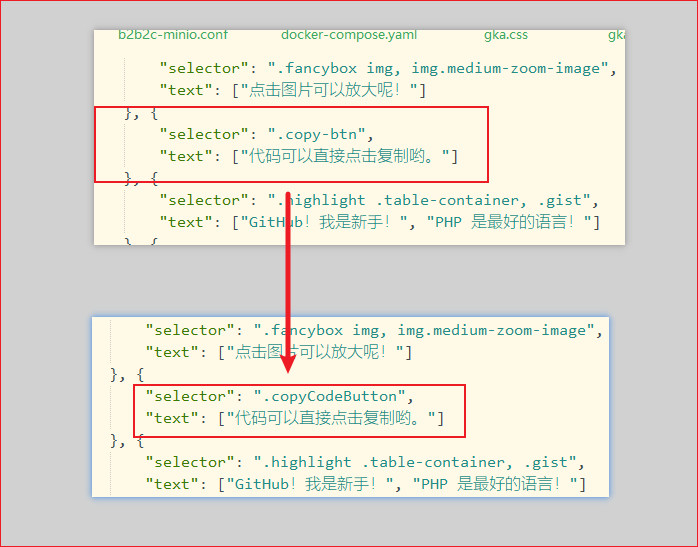 b2b2c-minio.conf docker-compose.yaml gka.css gka
"selector": ".fancybox img, img.medium-zoom-image",
"text": ["点击图片可以放大呢！"]
}, {
"selector": ".copy-btn",
"text": ["代码可以直接点击复制哟。"]
}, {
"selector": ".highlight .table-container, .gist",
"text": ["GitHub！我是新手！", "PHP 是最好的语言！"]
}, {
"selector": ".fancybox img, img.medium-zoom-image",
"text": ["点击图片可以放大呢！"]
}, {
"selector": ".copyCodeButton",
"text": ["代码可以直接点击复制哟。"]
}, {
"selector": ".highlight .table-container, .gist",
"text": ["GitHub！我是新手！", "PHP 是最好的语言！"]